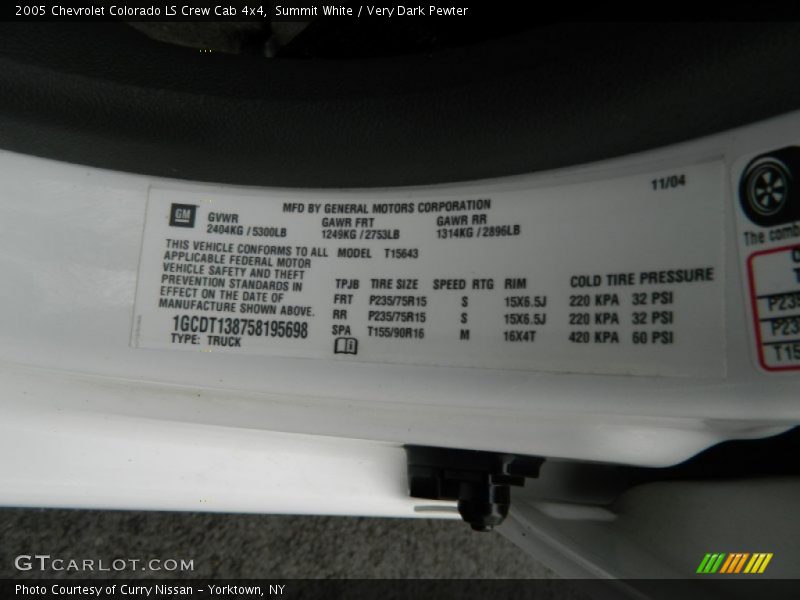 2005 Chevrolet Colorado LS Crew Cab 4x4, Summit White / Very Dark Pewter
MFD BY GENERAL MOTORS CORPORATION
11/04
GM
GVWR GAWR FRT GAWR RR
2404KG / 5300LB 1249KG / 2753LB 1314KG / 2896LB
THIS VEHICLE CONFORMS TO ALL MODEL T15643
APPLICABLE FEDERAL MOTOR
VEHICLE SAFETY AND THEFT
PREVENTION STANDARDS IN
EFFECT ON THE DATE OF
MANUFACTURE SHOWN ABOVE.
1GCDT138758195698
TYPE: TRUCK
TPJB TIRE SIZE SPEED RTG RIM COLD TIRE PRESSURE
FRT P235/75R15 S 15X6.5J 220 KPA 32 PSI
RR P235/75R15 S 15X6.5J 220 KPA 32 PSI
SPA T155/90R16 M 16X4T 420 KPA 60 PSI
The comb
P235
P235
T15
GTCARLOT.COM
Photo Courtesy of Curry Nissan - Yorktown, NY